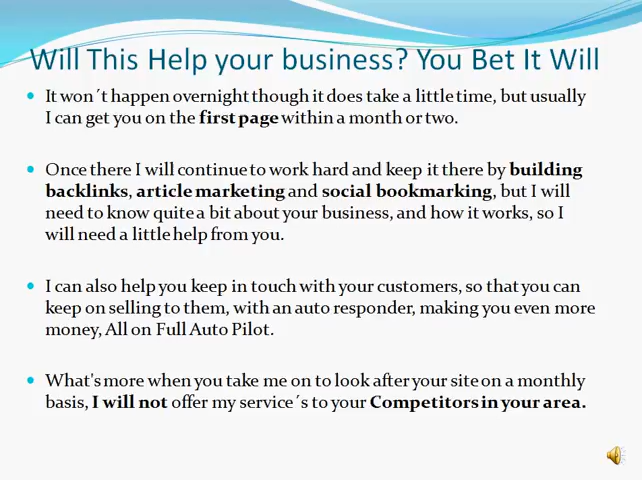 Will This Help your business? You Bet It Will
It won´t happen overnight though it does take a little time, but usually
I can get you on the first page within a month or two.
Once there I will continue to work hard and keep it there by building
backlinks, article marketing and social bookmarking, but I will
need to know quite a bit about your business, and how it works, so I
will need a little help from you.
I can also help you keep in touch with your customers, so that you can
keep on selling to them, with an auto responder, making you even more
money, All on Full Auto Pilot.
What's more when you take me on to look after your site on a monthly
basis, I will not offer my service´s to your Competitors in your area.